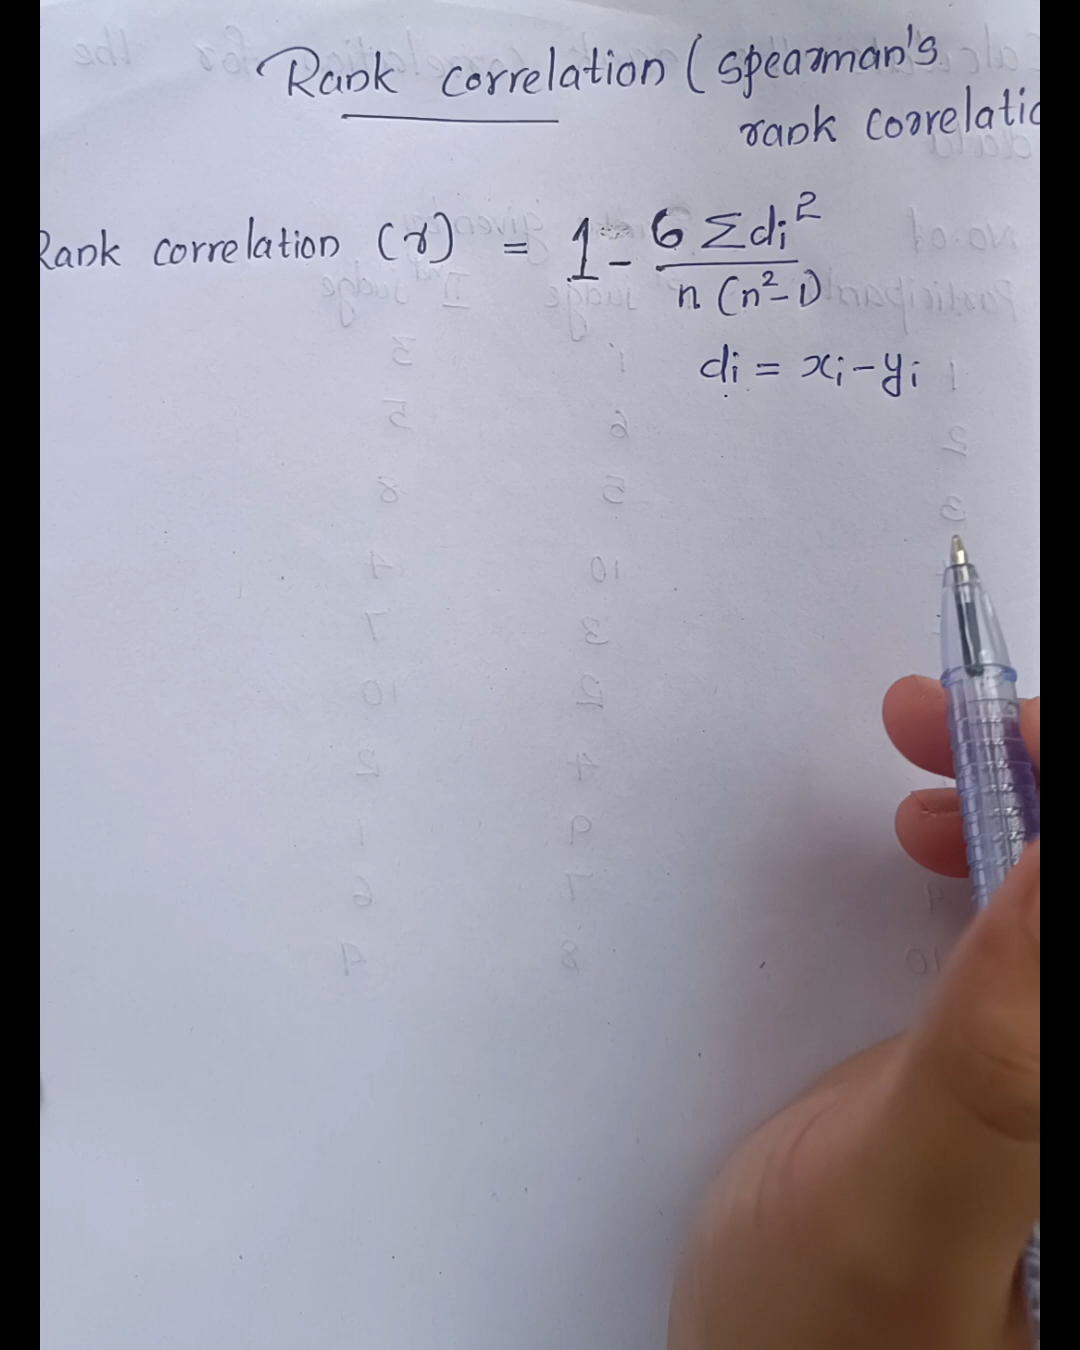 Rank correlation (spearman's
rank correlatio
Rank correlation (r) = 1 - 6 Σdi² / n (n²-1)
di = xi - yi